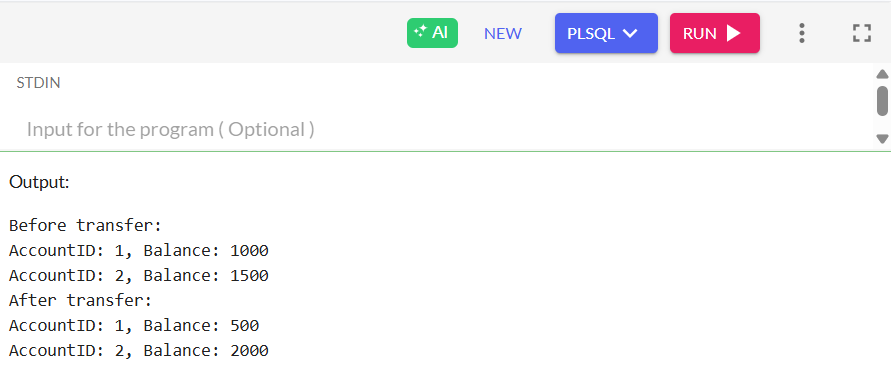 AI NEW PLSQL RUN
STDIN
Input for the program ( Optional )
Output:
Before transfer:
AccountID: 1, Balance: 1000
AccountID: 2, Balance: 1500
After transfer:
AccountID: 1, Balance: 500
AccountID: 2, Balance: 2000